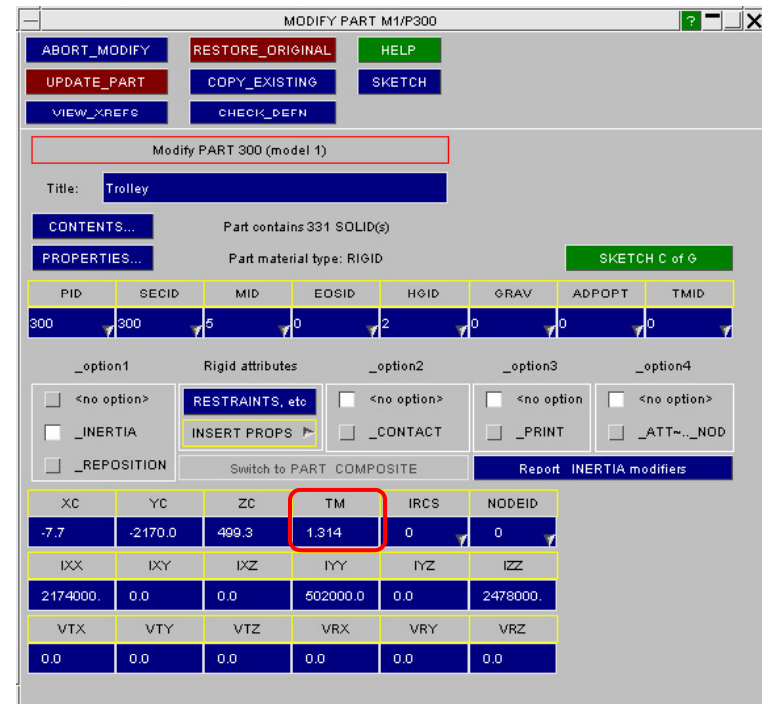 MODIFY PART M1/P300 ?
ABORT_MODIFY RESTORE_ORIGINAL HELP
UPDATE_PART COPY_EXISTING SKETCH
VIEW_XREFS CHECK_DEFN
Modify PART 300 (model 1)
Title: Trolley
CONTENTS... Part contains 331 SOLID(s)
PROPERTIES... Part material type: RIGID SKETCH C of G
PID SECID MID EOSID HGID GRAV ADPOPT TMID
300 300 5 0 2 0 0 0
_option1 Rigid attributes _option2 _option3 _option4
<no option> RESTRAINTS, etc <no option> <no option <no option>
_INERTIA INSERT PROPS _CONTACT _PRINT _ATT~.._NOD
_REPOSITION Switch to PART COMPOSITE Report INERTIA modifiers
XC YC ZC TM IRCS NODEID
-7.7 -2170.0 499.3 1.314 0 0
IXX IXY IXZ IYY IYZ IZZ
2174000. 0.0 0.0 502000.0 0.0 2478000.
VTX VTY VTZ VRX VRY VRZ
0.0 0.0 0.0 0.0 0.0 0.0